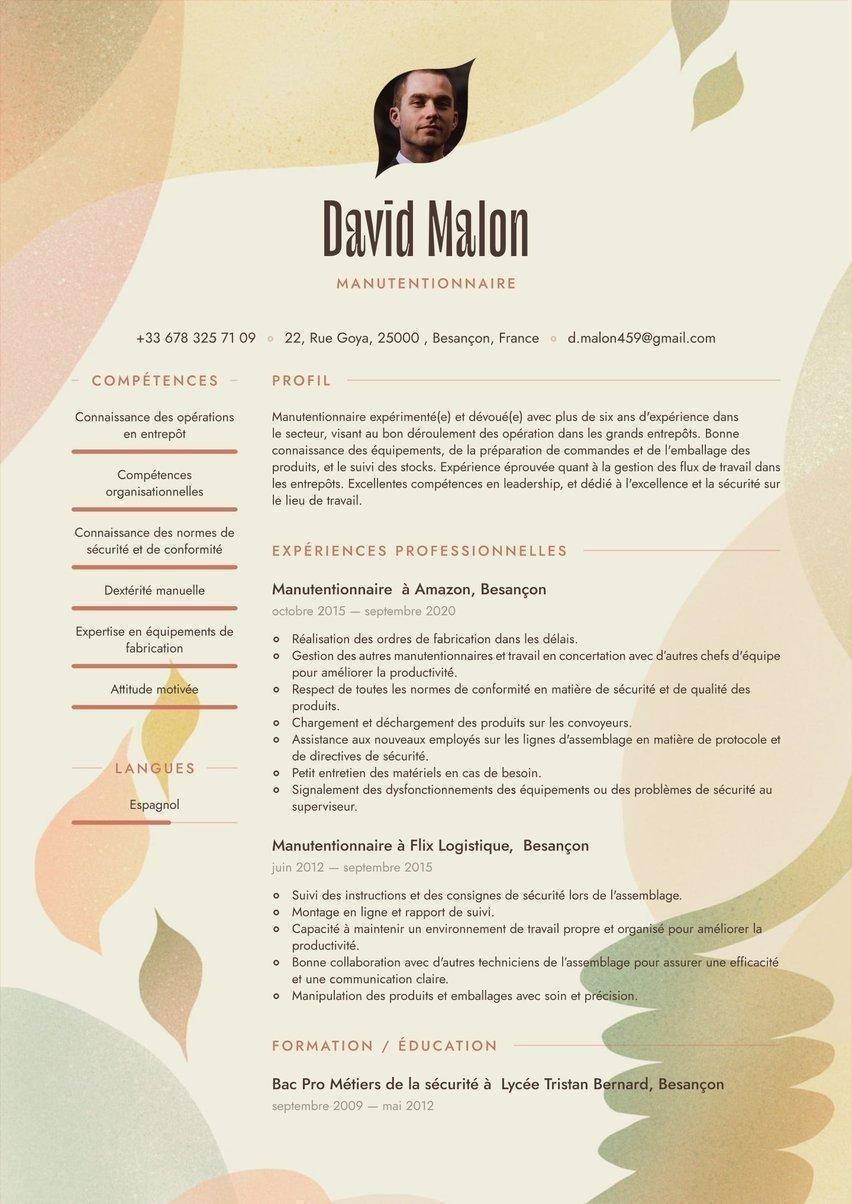 David Malon
MANUTENTIONNAIRE
+33 678 325 71 09 22, Rue Goya, 25000 , Besançon, France d.malon459@gmail.com
COMPÉTENCES
Connaissance des opérations
en entrepôt
Compétences
organisationnelles
Connaissance des normes de
sécurité et de conformité
Dextérité manuelle
Expertise en équipements de
fabrication
Attitude motivée
LANGUES
Espagnol
PROFIL
Manutentionnaire expérimenté(e) et dévoué(e) avec plus de six ans d'expérience dans
le secteur, visant au bon déroulement des opération dans les grands entrepôts. Bonne
connaissance des équipements, de la préparation de commandes et de l'emballage des
produits, et le suivi des stocks. Expérience éprouvée quant à la gestion des flux de travail dans
les entrepôts. Excellentes compétences en leadership, et dédié à l'excellence et la sécurité sur
le lieu de travail.
EXPÉRIENCES PROFESSIONNELLES
Manutentionnaire à Amazon, Besançon
octobre 2015 — septembre 2020
Réalisation des ordres de fabrication dans les délais.
Gestion des autres manutentionnaires et travail en concertation avec d'autres chefs d'équipe
pour améliorer la productivité.
Respect de toutes les normes de conformité en matière de sécurité et de qualité des
produits.
Chargement et déchargement des produits sur les convoyeurs.
Assistance aux nouveaux employés sur les lignes d'assemblage en matière de protocole et
de directives de sécurité.
Petit entretien des matériels en cas de besoin.
Signalement des dysfonctionnements des équipements ou des problèmes de sécurité au
superviseur.
Manutentionnaire à Flix Logistique, Besançon
juin 2012 — septembre 2015
Suivi des instructions et des consignes de sécurité lors de l'assemblage.
Montage en ligne et rapport de suivi.
Capacité à maintenir un environnement de travail propre et organisé pour améliorer la
productivité.
Bonne collaboration avec d'autres techniciens de l'assemblage pour assurer une efficacité
et une communication claire.
Manipulation des produits et emballages avec soin et précision.
FORMATION / ÉDUCATION
Bac Pro Métiers de la sécurité à Lycée Tristan Bernard, Besançon
septembre 2009 — mai 2012